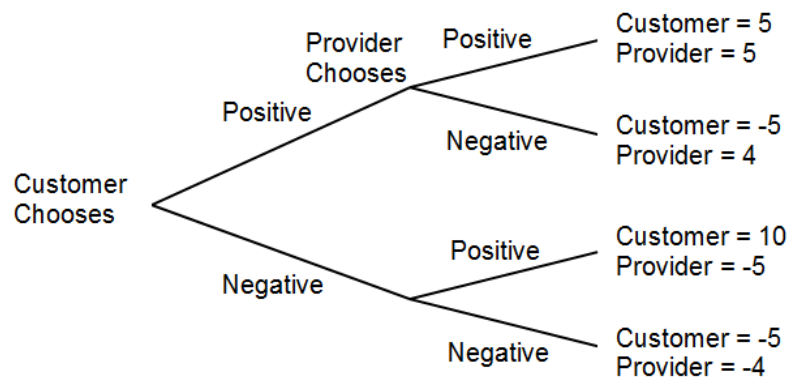 Customer
Chooses
Positive
Negative
Provider
Chooses
Positive
Negative
Positive
Negative
Customer = 5
Provider = 5
Customer = -5
Provider = 4
Customer = 10
Provider = -5
Customer = -5
Provider = -4